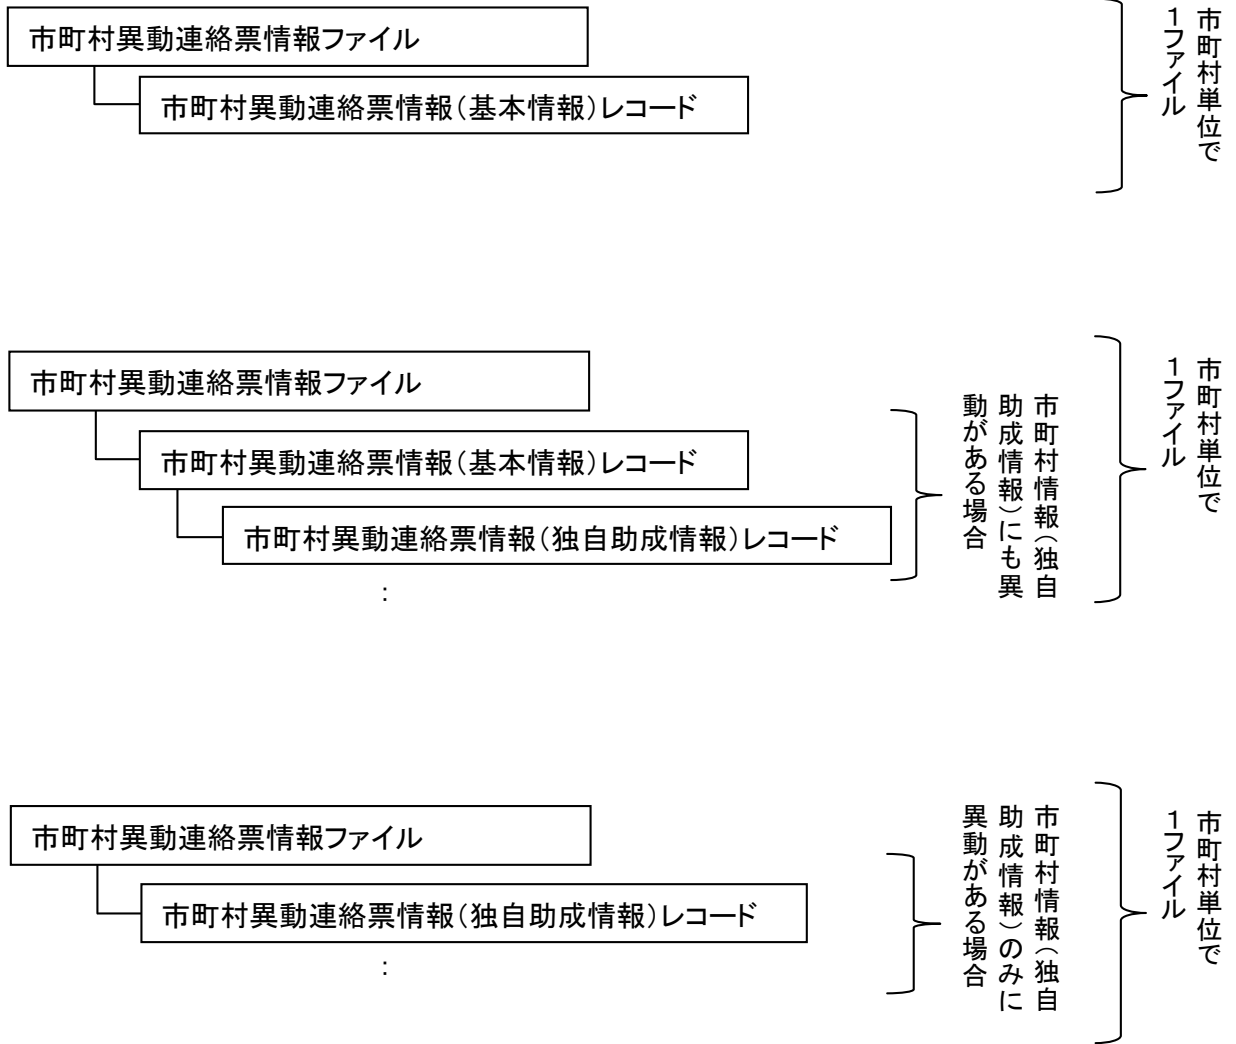 市町村異動連絡票情報ファイル
市町村異動連絡票情報（基本情報）レコード
市町村単位で
１ファイル
市町村異動連絡票情報ファイル
市町村異動連絡票情報（基本情報）レコード
市町村異動連絡票情報（独自助成情報）レコード
：
市町村情報（独自
助成情報）にも異
動がある場合
市町村単位で
１ファイル
市町村異動連絡票情報ファイル
市町村異動連絡票情報（独自助成情報）レコード
：
市町村情報（独自
助成情報）のみに
異動がある場合
市町村単位で
１ファイル